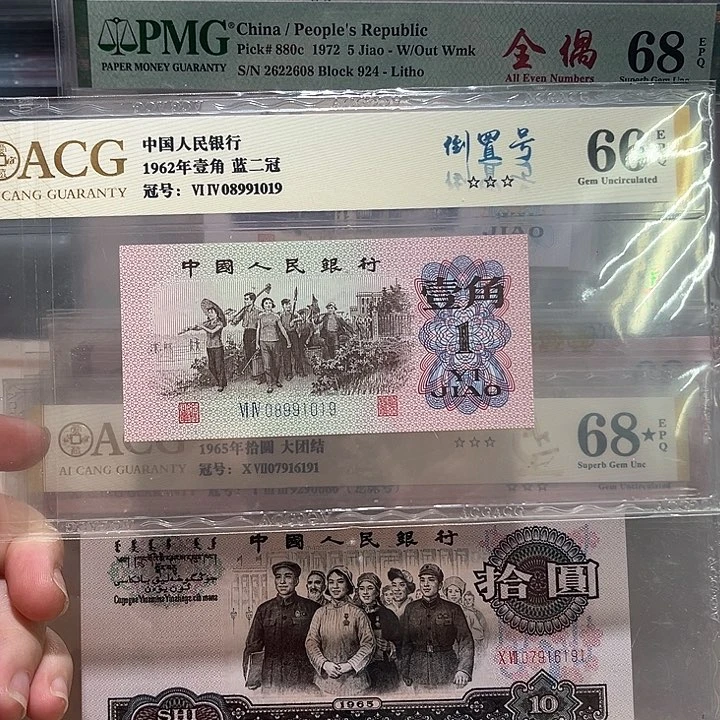 PMG
PAPER MONEY GUARANTY
China / People's Republic
Pick# 880c 1972 5 Jiao - W/Out Wmk
S/N 2622608 Block 924 - Litho
全偶
All Even Numbers
68 EPQ
Superb Gem Unc
ACG
CANG GUARANTY
中国人民银行
1962年壹角 蓝二冠
冠号: VI IV 08991019
倒置号
☆☆☆
66 EPQ
Gem Uncirculated
JIAO
中國人民銀行
壹角
1
YI
JIAO
VI IV 08991019
ACG
AI CANG GUARANTY
1965年拾圆 大团结
冠号: X VII07916191
☆☆☆
68★ EPQ
Superb Gem Unc
Gem Uncirculated
☆☆☆
中國人民銀行
拾圓
X VII 07916191
1965
SHI
10